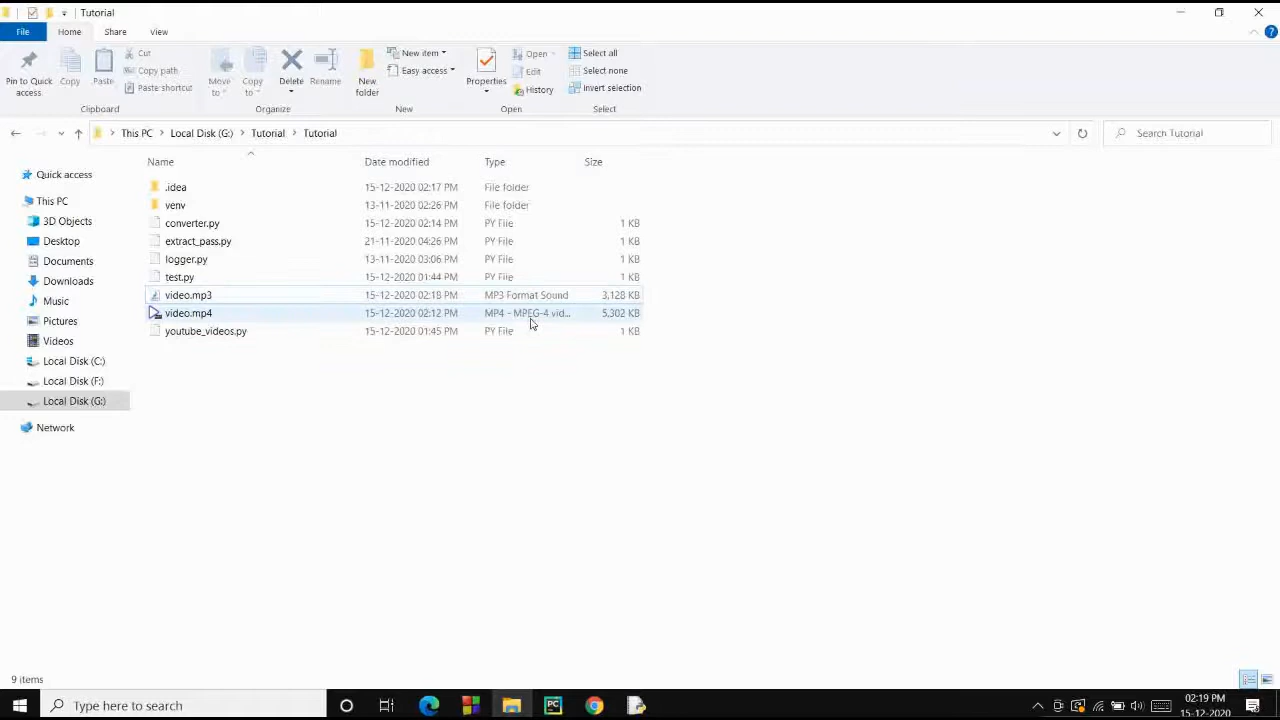 Tutorial
File Home Share View
Pin to Quick access
Copy
Paste
Cut
Copy path
Paste shortcut
Clipboard
Move to
Copy to
Delete
Rename
Organize
New folder
New item
Easy access
New
Properties
Open
Edit
History
Open
Select all
Select none
Invert selection
Select
This PC Local Disk (G:) Tutorial Tutorial
Search Tutorial
Quick access
This PC
3D Objects
Desktop
Documents
Downloads
Music
Pictures
Videos
Local Disk (C:)
Local Disk (F:)
Local Disk (G:)
Network
Name Date modified Type Size
.idea 15-12-2020 02:17 PM File folder
venv 13-11-2020 02:26 PM File folder
converter.py 15-12-2020 02:14 PM PY File 1 KB
extract_pass.py 21-11-2020 04:26 PM PY File 1 KB
logger.py 13-11-2020 03:06 PM PY File 1 KB
test.py 15-12-2020 01:44 PM PY File 1 KB
video.mp3 15-12-2020 02:18 PM MP3 Format Sound 3,128 KB
video.mp4 15-12-2020 02:12 PM MP4 - MPEG-4 vid... 5,302 KB
youtube_videos.py 15-12-2020 01:45 PM PY File 1 KB
9 items
Type here to search
PC
02:19 PM
15-12-2020